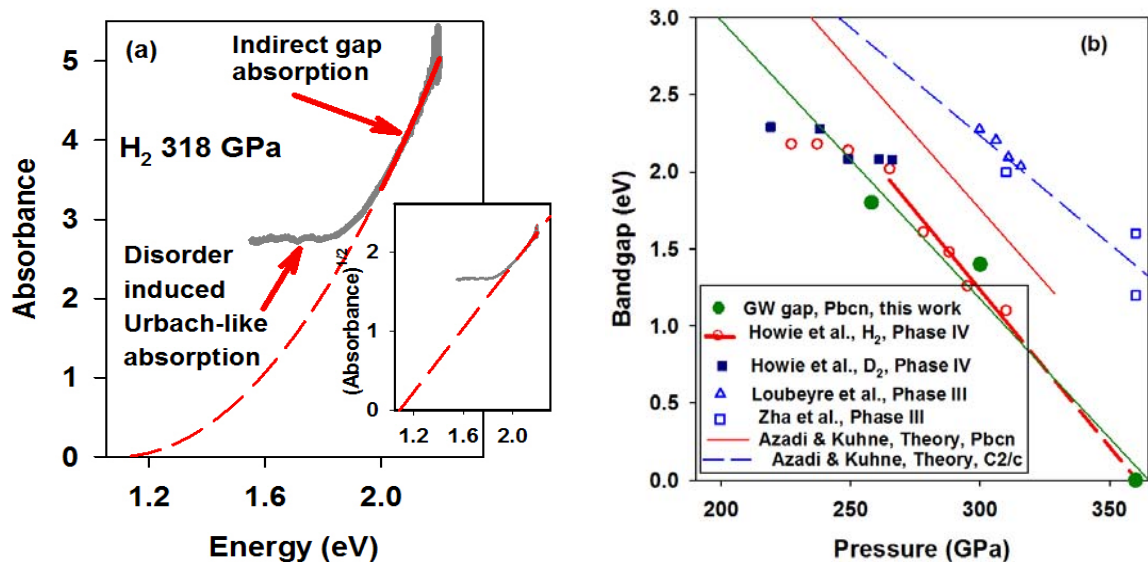 (a)
Indirect gap
absorption
H2 318 GPa
Disorder
induced
Urbach-like
absorption
Absorbance
5
4
3
2
1
0
1.2
1.6
2.0
Energy (eV)
(Absorbance)1/2
2
1
0
1.2
1.6
2.0
(b)
Bandgap (eV)
3.0
2.5
2.0
1.5
1.0
0.5
0.0
GW gap, Pbcn, this work
Howie et al., H2, Phase IV
Howie et al., D2, Phase IV
Loubeyre et al., Phase III
Zha et al., Phase III
Azadi & Kuhne, Theory, Pbcn
Azadi & Kuhne, Theory, C2/c
200
250
300
350
Pressure (GPa)